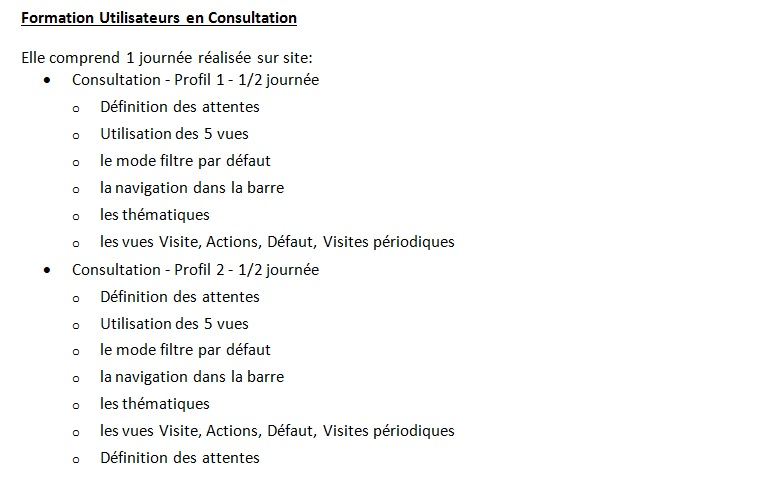 Formation Utilisateurs en Consultation
Elle comprend 1 journée réalisée sur site:
• Consultation - Profil 1 - 1/2 journée
o Définition des attentes
o Utilisation des 5 vues
o le mode filtre par défaut
o la navigation dans la barre
o les thématiques
o les vues Visite, Actions, Défaut, Visites périodiques
• Consultation - Profil 2 - 1/2 journée
o Définition des attentes
o Utilisation des 5 vues
o le mode filtre par défaut
o la navigation dans la barre
o les thématiques
o les vues Visite, Actions, Défaut, Visites périodiques
o Définition des attentes